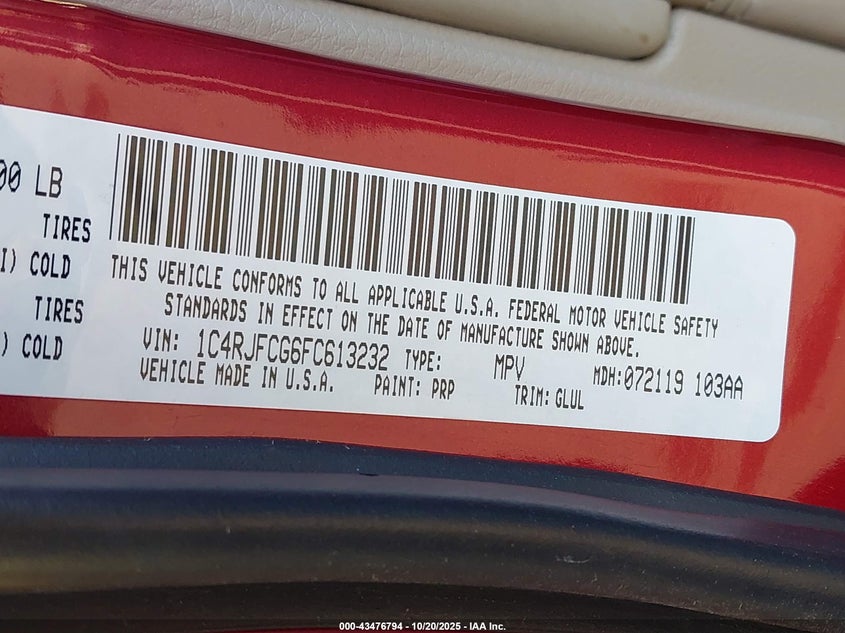 00 LB
TIRES
I) COLD
TIRES
) COLD
THIS VEHICLE CONFORMS TO ALL APPLICABLE U.S.A. FEDERAL MOTOR VEHICLE SAFETY
STANDARDS IN EFFECT ON THE DATE OF MANUFACTURE SHOWN ABOVE.
VIN: 1C4RJFCG6FC613232 TYPE: MPV MDH:072119 103AA
VEHICLE MADE IN U.S.A. PAINT: PRP TRIM: GLUL
000-43476794 - 10/20/2025 - IAA Inc.